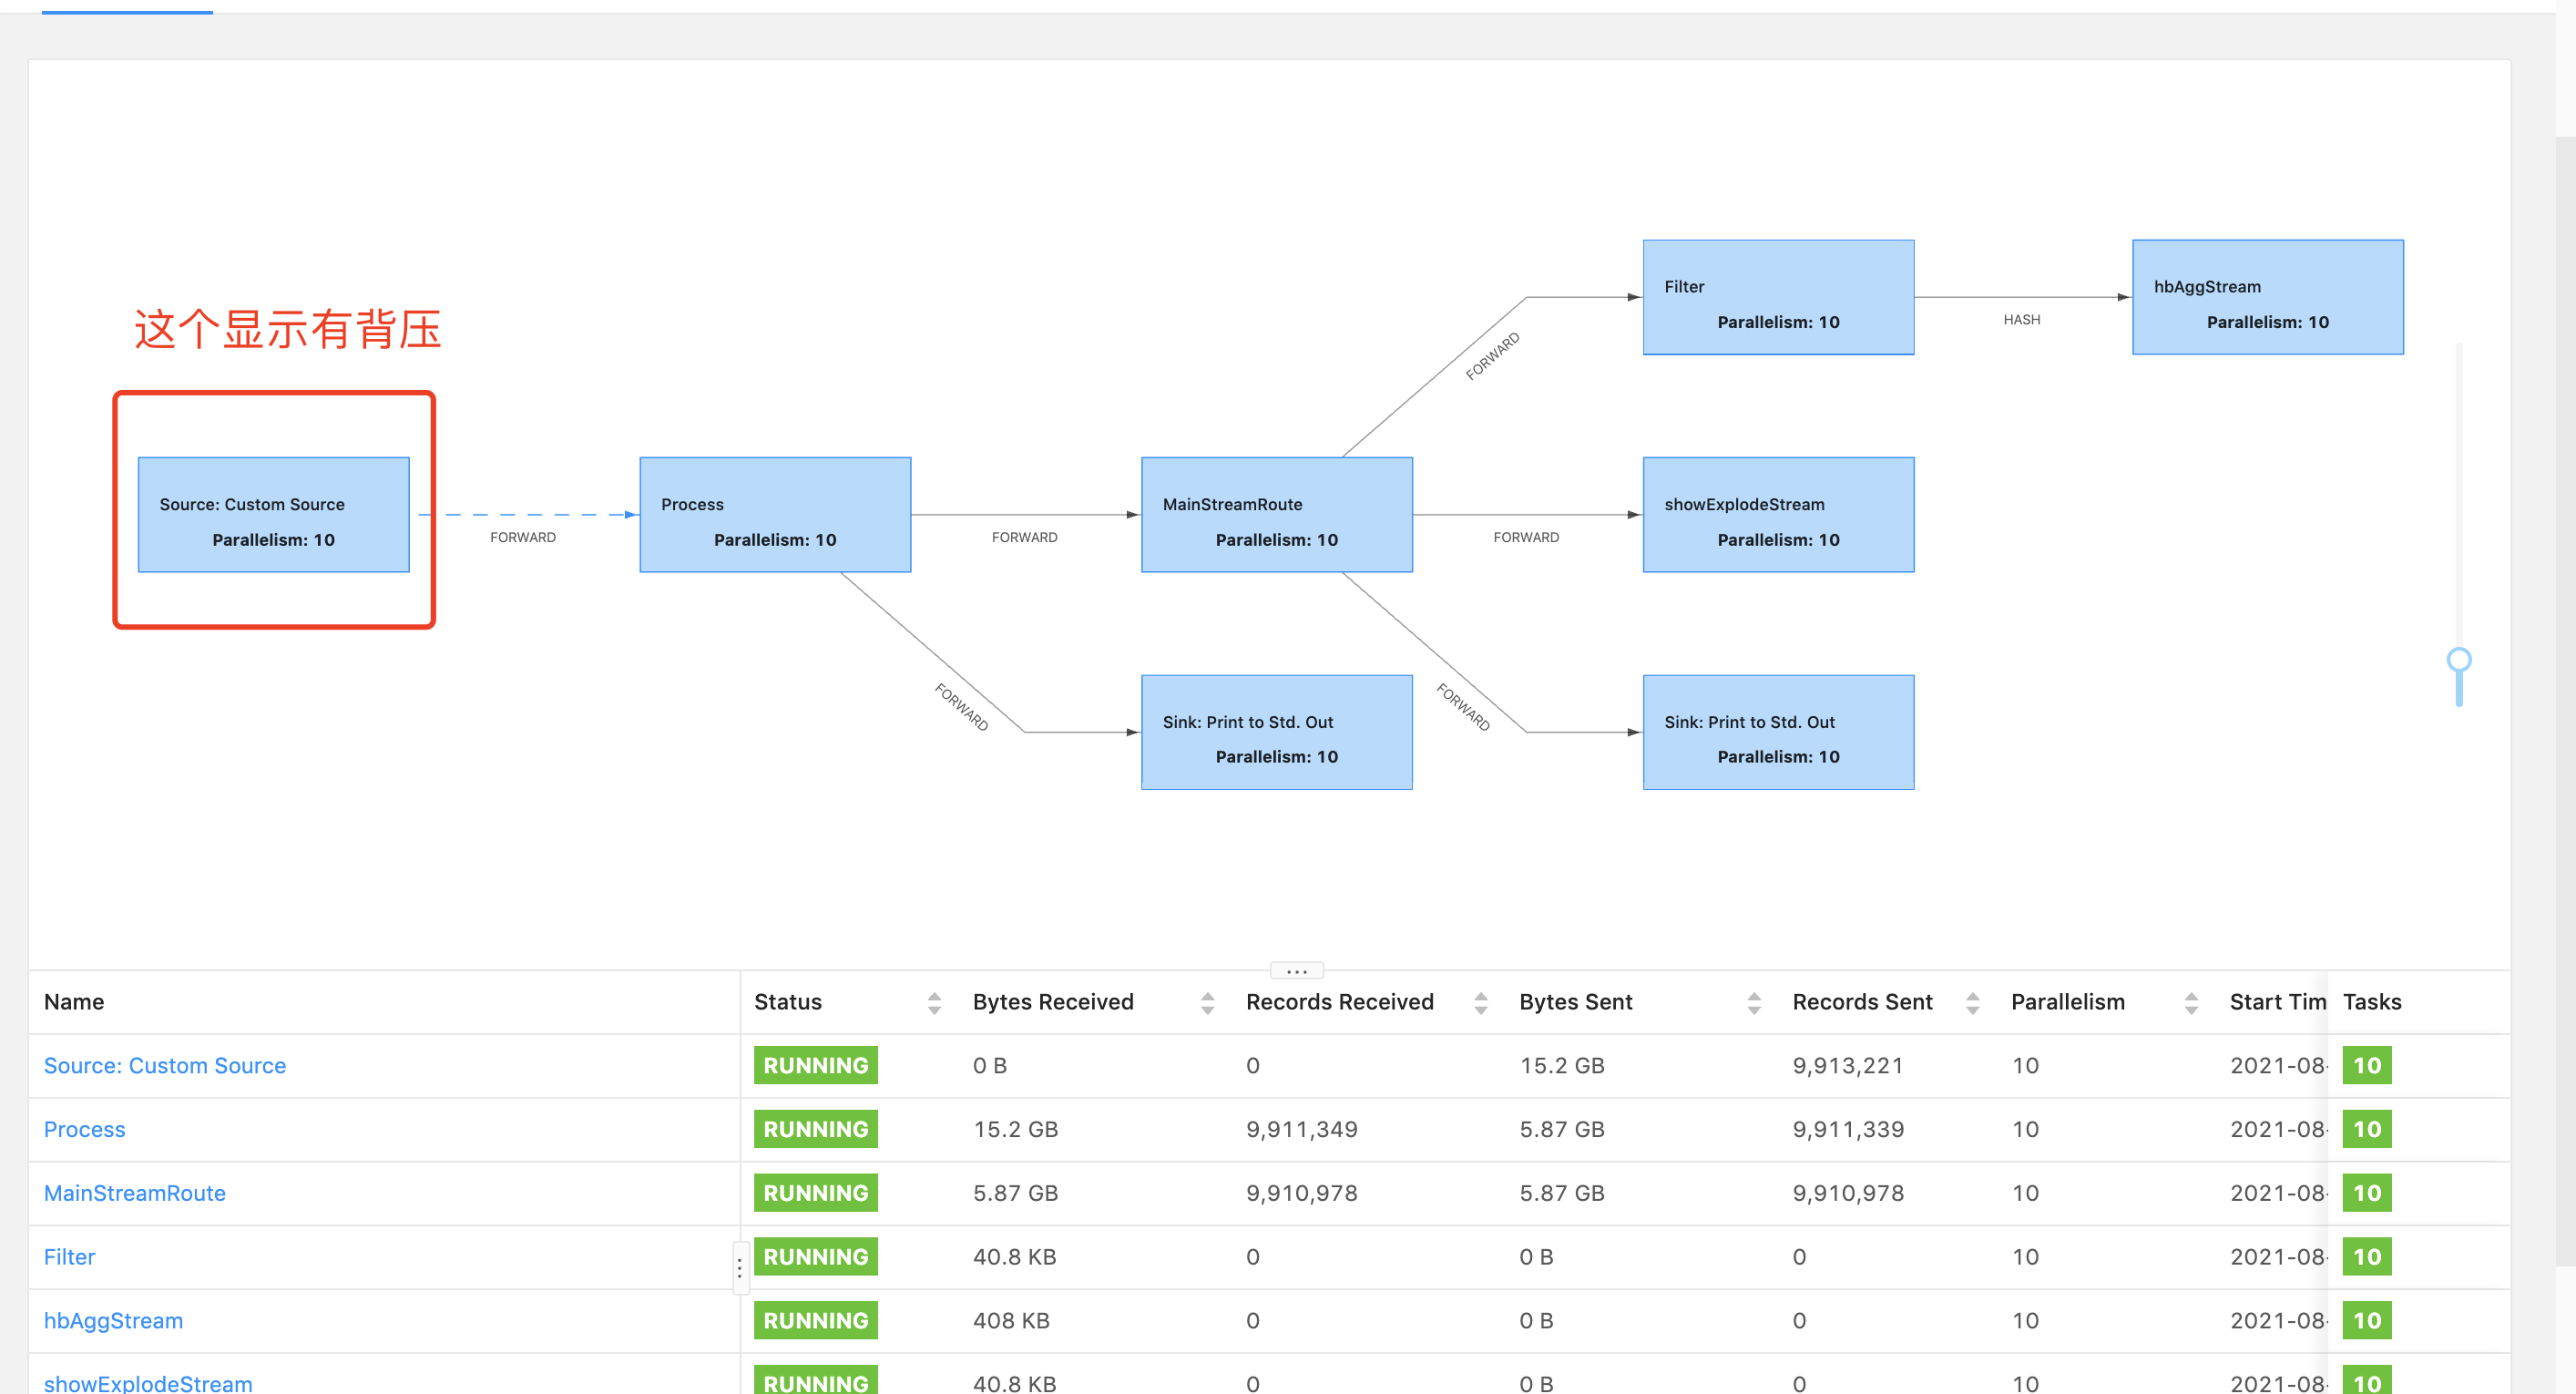 这个显示有背压
Filter
Parallelism: 10
HASH
hbAggStream
Parallelism: 10
FORWARD
Source: Custom Source
Parallelism: 10
FORWARD
Process
Parallelism: 10
FORWARD
MainStreamRoute
Parallelism: 10
FORWARD
showExplodeStream
Parallelism: 10
FORWARD
Sink: Print to Std. Out
Parallelism: 10
FORWARD
Sink: Print to Std. Out
Parallelism: 10
Name Status Bytes Received Records Received Bytes Sent Records Sent Parallelism Start Tim Tasks
Source: Custom Source RUNNING 0 B 0 15.2 GB 9,913,221 10 2021-08- 10
Process RUNNING 15.2 GB 9,911,349 5.87 GB 9,911,339 10 2021-08- 10
MainStreamRoute RUNNING 5.87 GB 9,910,978 5.87 GB 9,910,978 10 2021-08- 10
Filter RUNNING 40.8 KB 0 0 B 0 10 2021-08- 10
hbAggStream RUNNING 408 KB 0 0 B 0 10 2021-08- 10
showExplodeStream RUNNING 40.8 KB 0 0 B 0 10 2021-08- 10